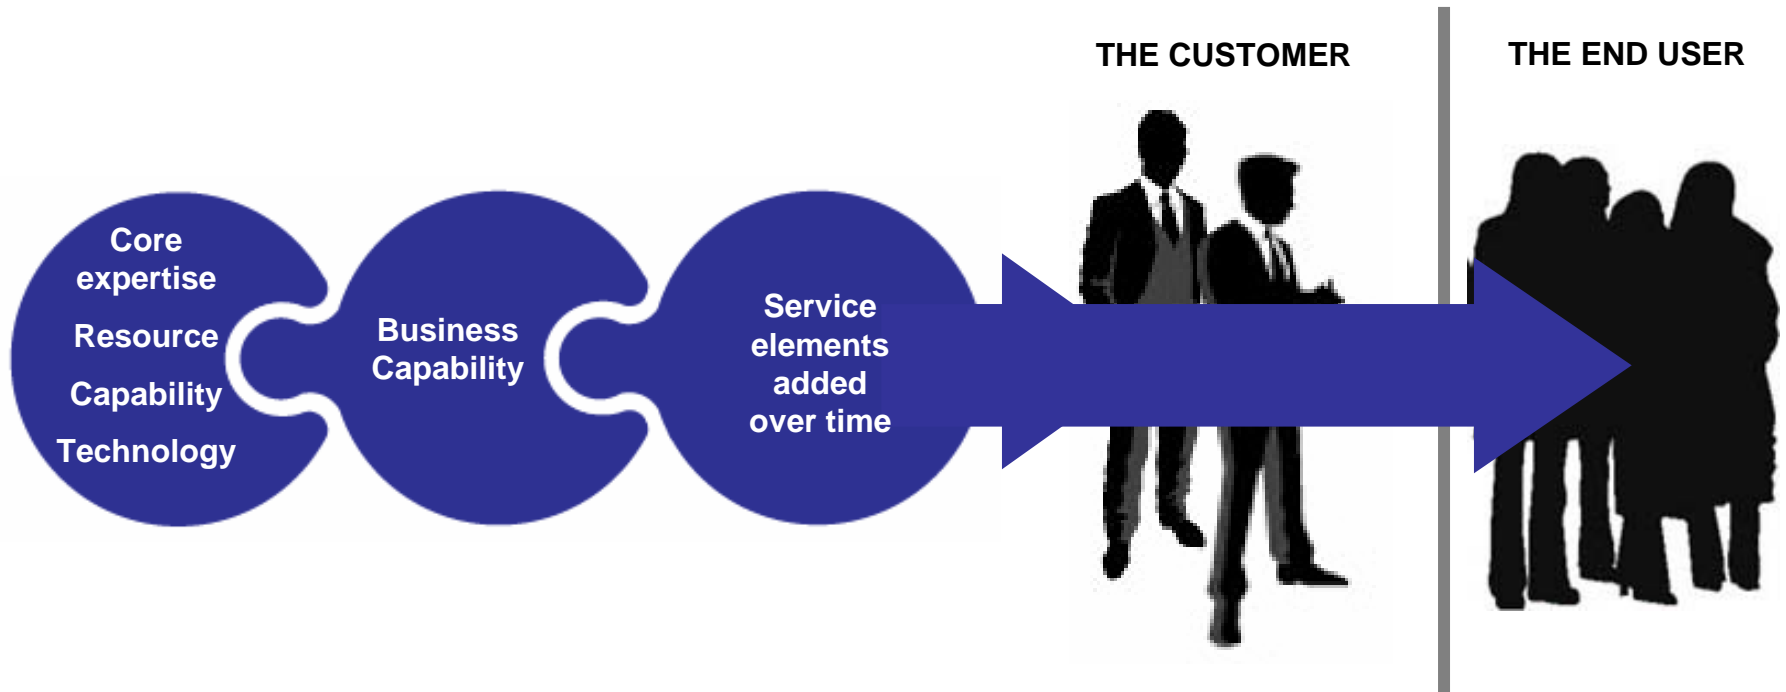 THE CUSTOMER
THE END USER
Core
expertise
Resource
Capability
Technology
Business
Capability
Service
elements
added
over time